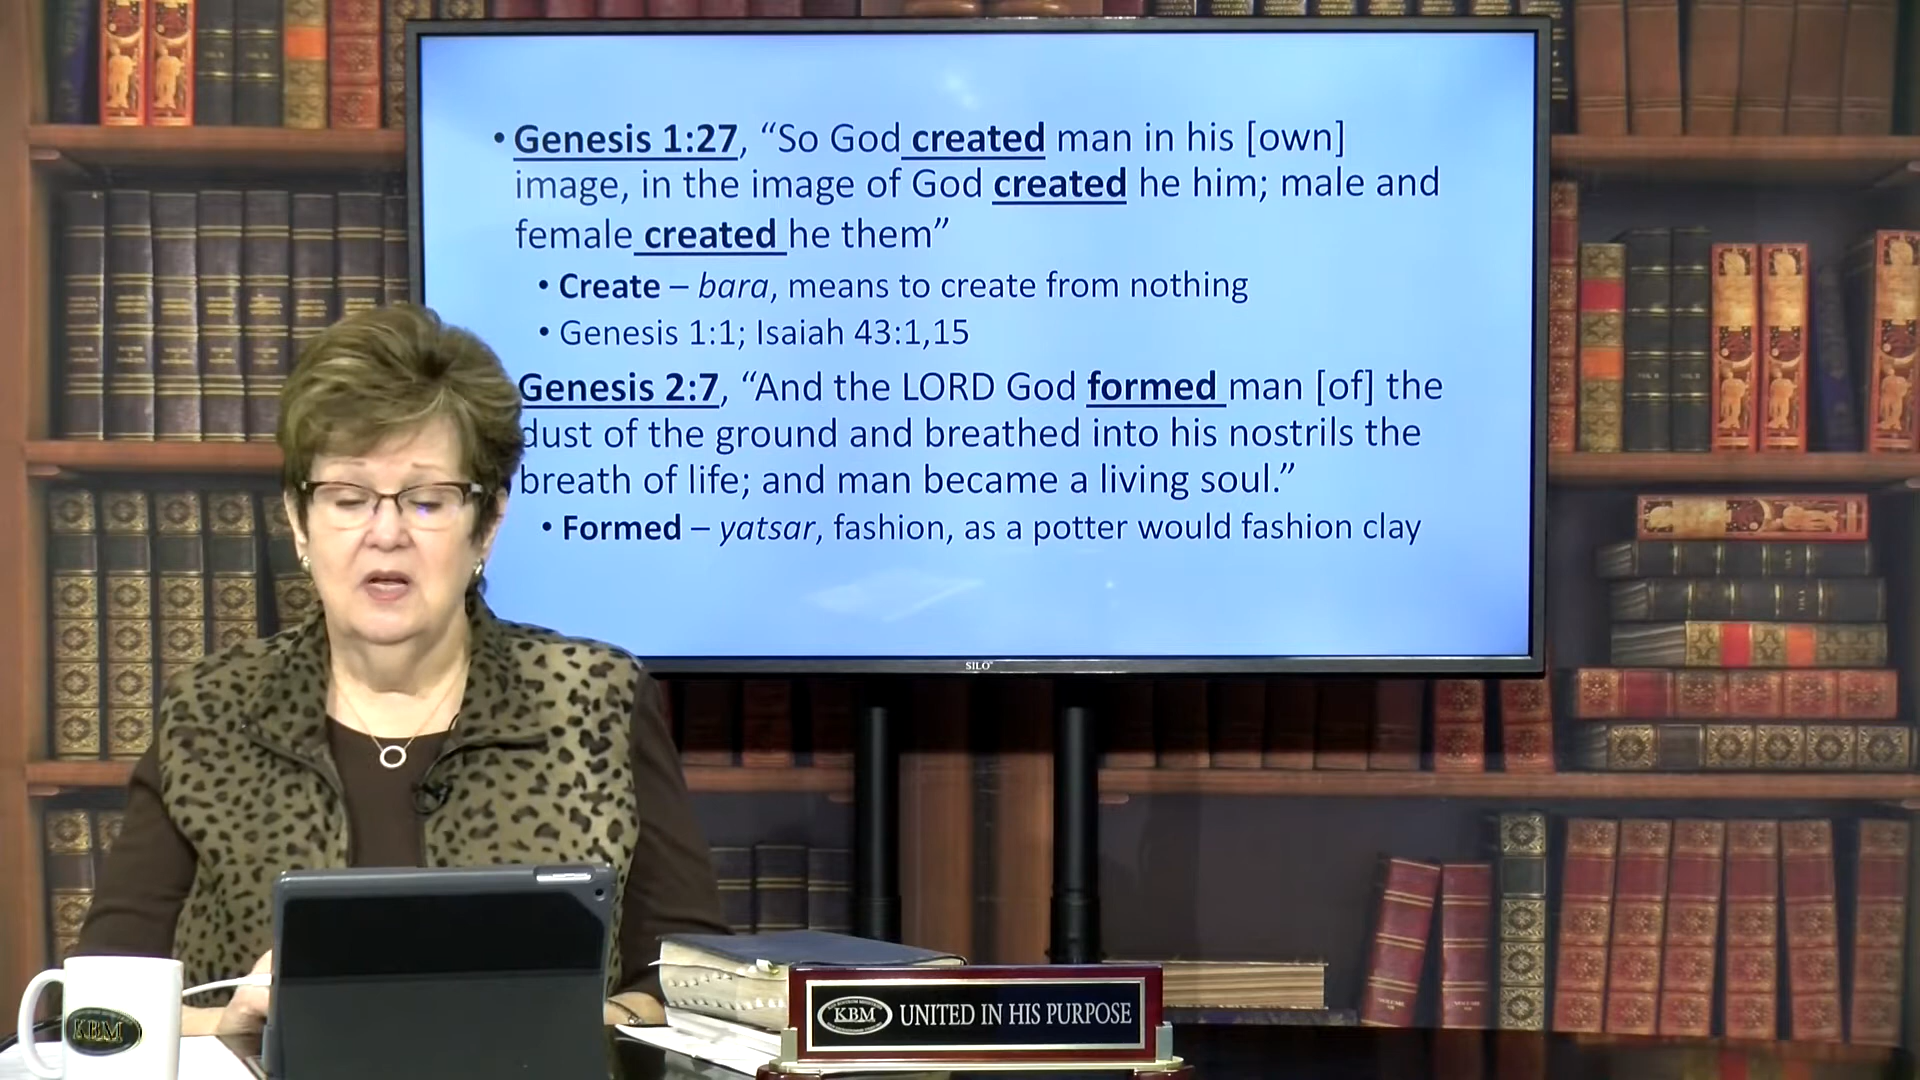 • Genesis 1:27, “So God created man in his [own]
image, in the image of God created he him; male and
female created he them”
• Create – bara, means to create from nothing
• Genesis 1:1; Isaiah 43:1,15
Genesis 2:7, “And the LORD God formed man [of] the
dust of the ground and breathed into his nostrils the
breath of life; and man became a living soul.”
• Formed – yatsar, fashion, as a potter would fashion clay
SILO
KBM
KBM UNITED IN HIS PURPOSE